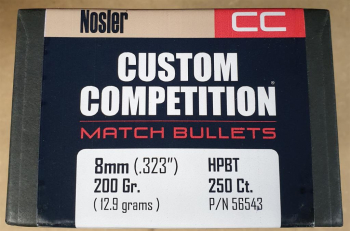 Nosler CC
CUSTOM
COMPETITION®
MATCH BULLETS
8mm (.323") HPBT
200 Gr. 250 Ct.
(12.9 grams) P/N 56543